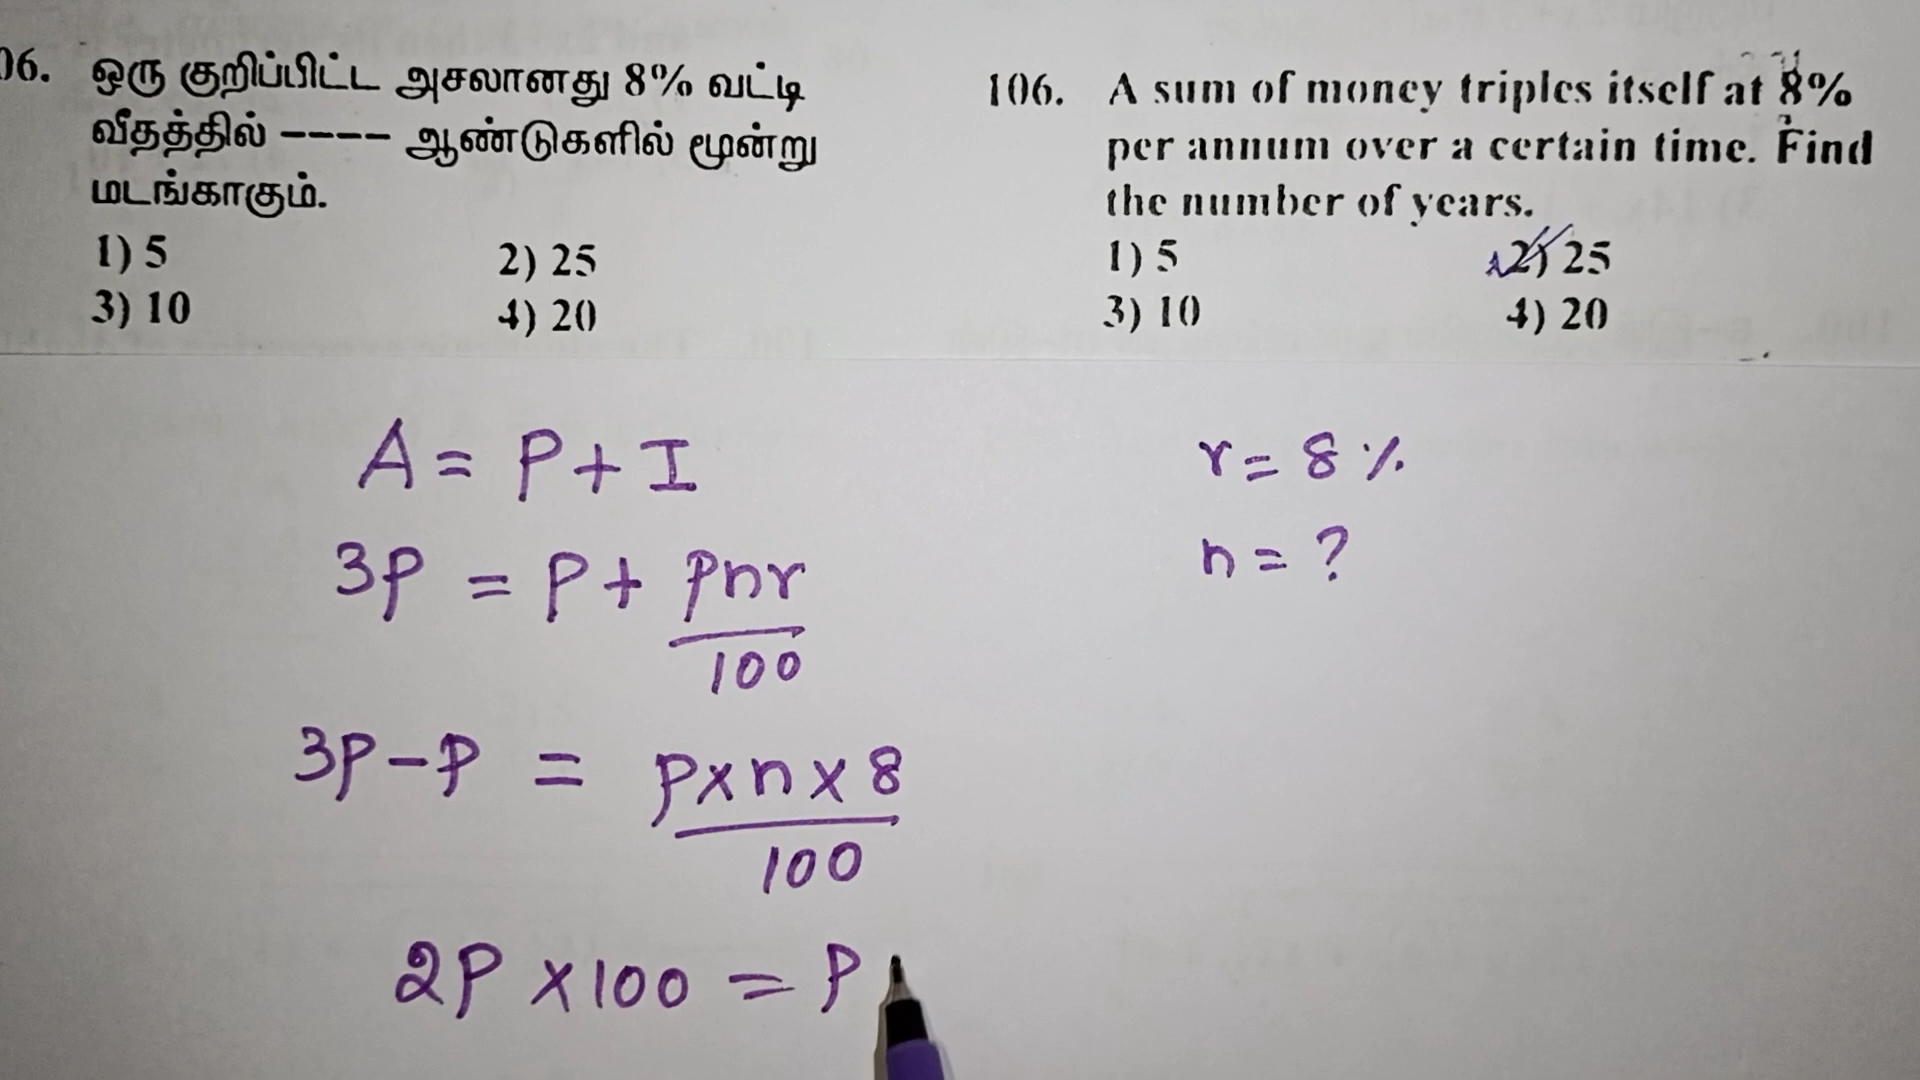 06. ஒரு குறிப்பிட்ட அசலானது 8% வட்டி
வீதத்தில் ---- ஆண்டுகளில் மூன்று
மடங்காகும்.
1) 5 2) 25
3) 10 4) 20
106. A sum of money triples itself at 8%
per annum over a certain time. Find
the number of years.
1) 5 2) 25
3) 10 4) 20
A = P + I
3P = P + Pnr
100
3P - P = P x n x 8
100
2P x 100 = P
r = 8 %
n = ?